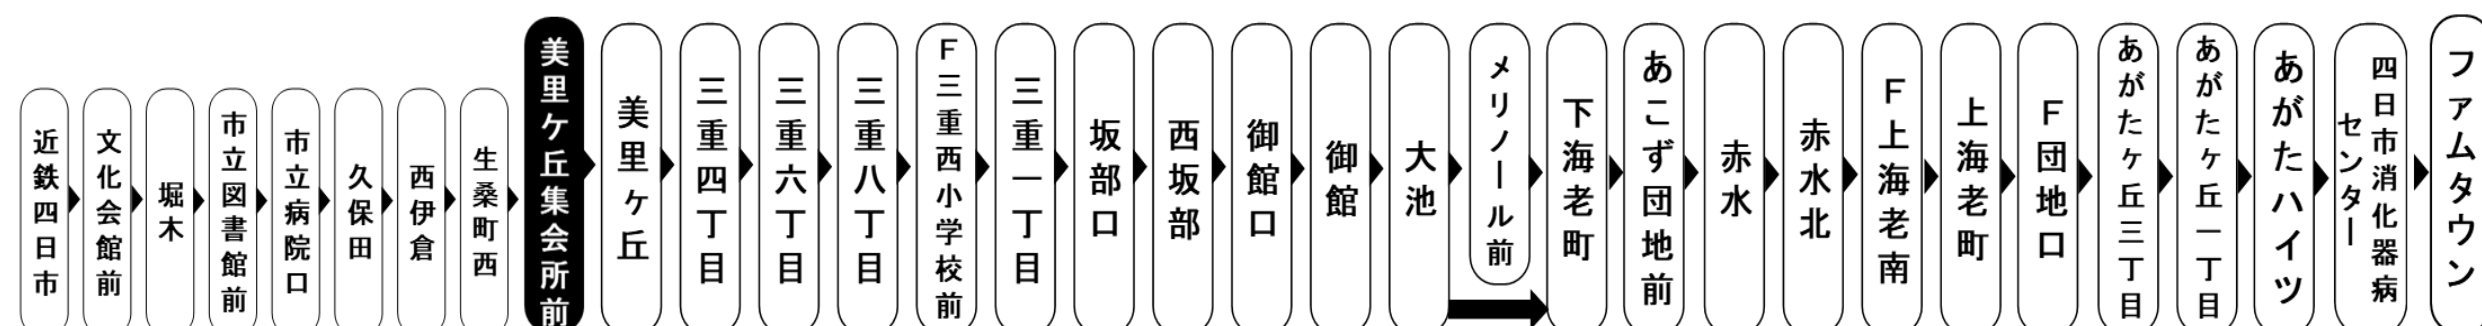 近鉄四日市
文化会館前
堀木
市立図書館前
市立病院口
久保田
西伊倉
生桑町西
美里ケ丘集会所前
美里ヶ丘
三重四丁目
三重六丁目
三重八丁目
F三重西小学校前
三重一丁目
坂部口
西坂部
御館口
御館
大池
メリノール前
下海老町
あこず団地前
赤水
赤水北
F上海老南
上海老町
F団地口
あがたヶ丘三丁目
あがたヶ丘一丁目
あがたハイツ
四日市消化器病
センター
ファムタウン